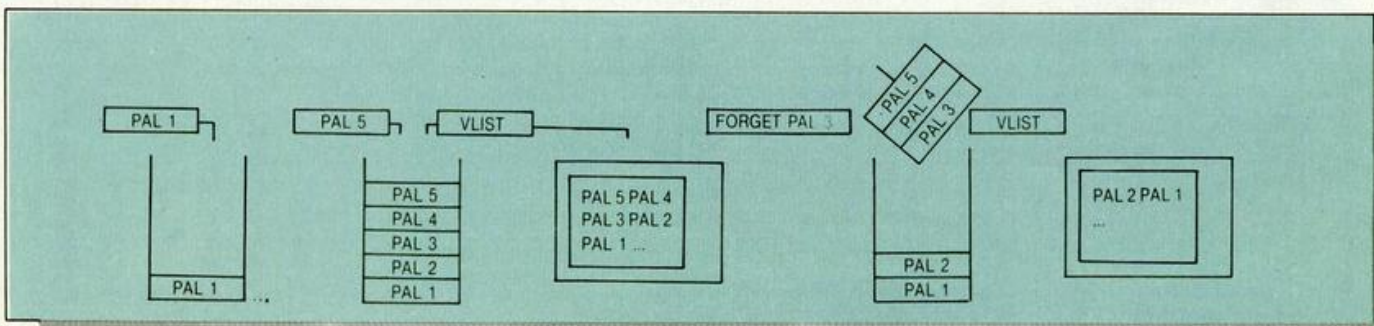 PAL 1
PAL 1
...
PAL 5
VLIST
PAL 5
PAL 4
PAL 3
PAL 2
PAL 1
PAL 5 PAL 4
PAL 3 PAL 2
PAL 1 ...
FORGET PAL 3
PAL 5
PAL 4
PAL 3
VLIST
PAL 2
PAL 1
PAL 2 PAL 1
...